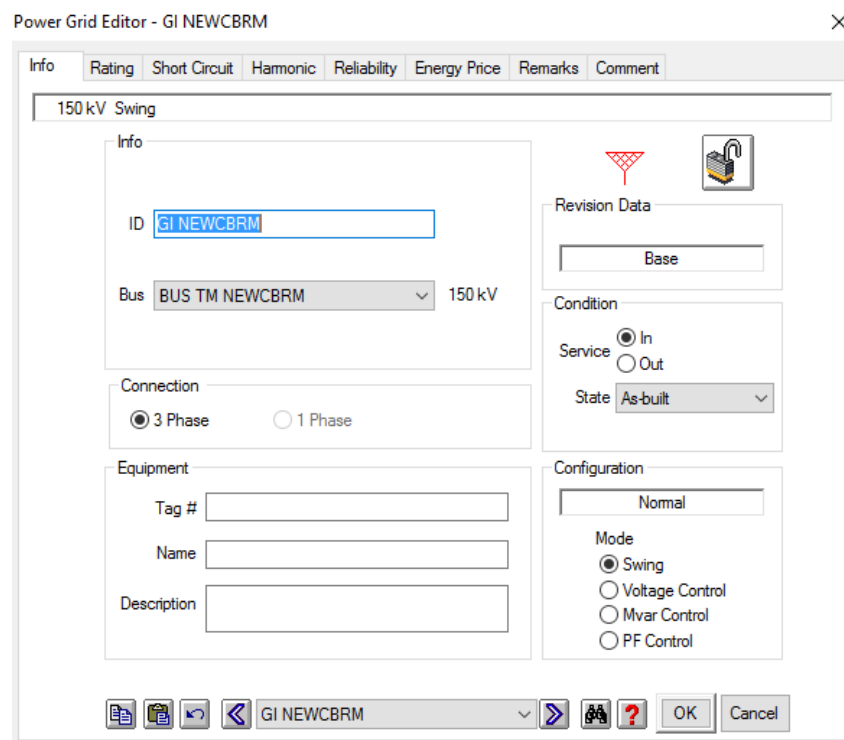 Power Grid Editor - GI NEWCBRM
Info Rating Short Circuit Harmonic Reliability Energy Price Remarks Comment
150 kV Swing
Info
ID GI NEWCBRM
Bus BUS TM NEWCBRM 150 kV
Revision Data
Base
Condition
Service In
Out
State As-built
Connection
3 Phase 1 Phase
Equipment
Tag #
Name
Description
Configuration
Normal
Mode
Swing
Voltage Control
Mvar Control
PF Control
GI NEWCBRM ? OK Cancel